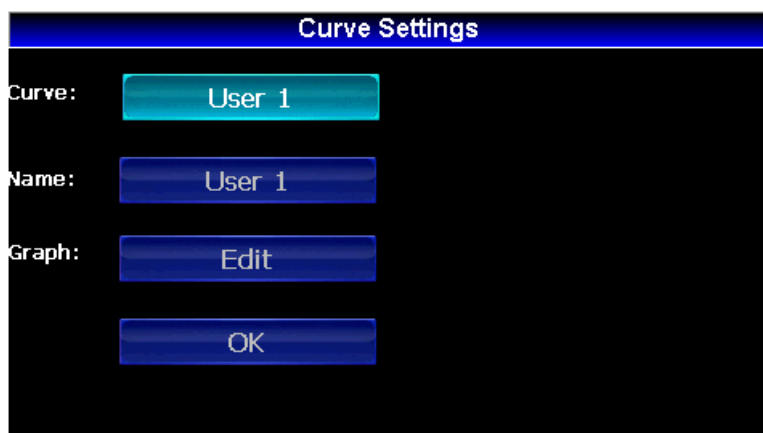 Curve Settings
Curve: User 1
Name: User 1
Graph: Edit
OK